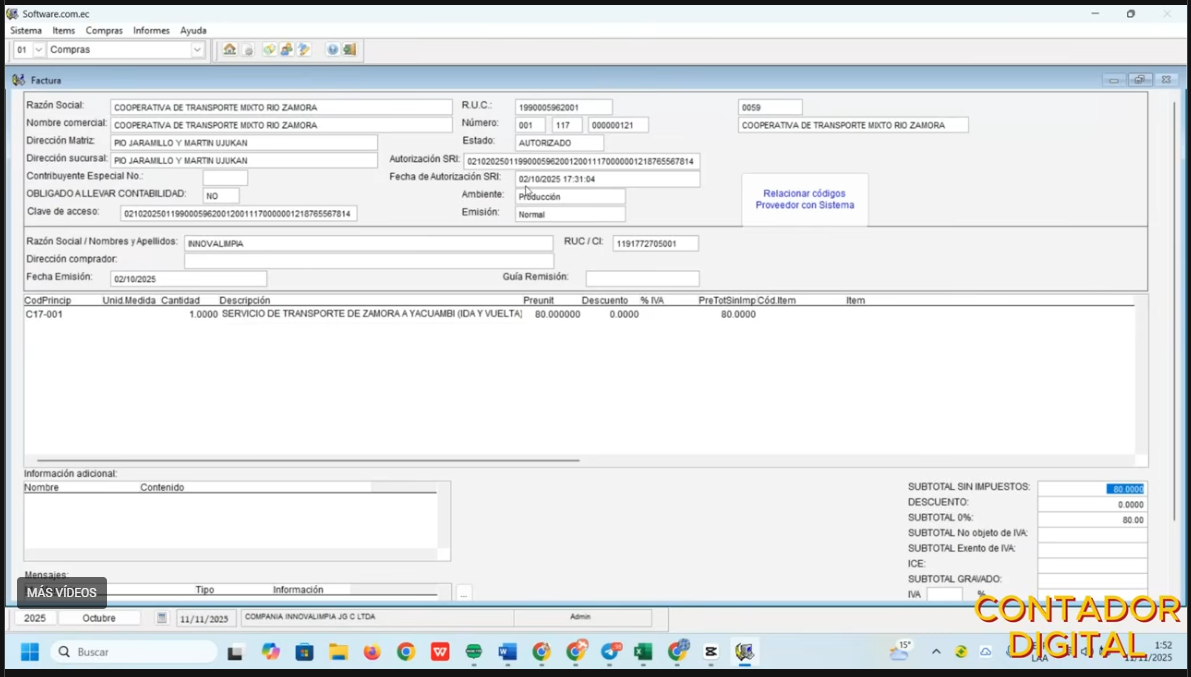 Software.com.ec
Sistema Items Compras Informes Ayuda
01 Compras
Factura
Razón Social: COOPERATIVA DE TRANSPORTE MIXTO RIO ZAMORA R.U.C.: 1990005962001 0059
Nombre comercial: COOPERATIVA DE TRANSPORTE MIXTO RIO ZAMORA Número: 001 117 000000121 COOPERATIVA DE TRANSPORTE MIXTO RIO ZAMORA
Dirección Matriz: PIO JARAMILLO Y MARTIN UJUKAN Estado: AUTORIZADO
Dirección sucursal: PIO JARAMILLO Y MARTIN UJUKAN Autorización SRI: 0210202501199000596200120011170000001218765567814
Contribuyente Especial No.: Fecha de Autorización SRI: 02/10/2025 17:31:04
OBLIGADO A LLEVAR CONTABILIDAD: NO Ambiente: Producción
Clave de acceso: 0210202501199000596200120011170000001218765567814 Emisión: Normal
Relacionar códigos
Proveedor con Sistema
Razón Social / Nombres y Apellidos: INNOVALIMPIA RUC / CI: 1191772705001
Dirección comprador:
Fecha Emisión: 02/10/2025 Guía Remisión:
CodPrincip Unid.Medida Cantidad Descripción Preunit Descuento % IVA PreTotSinImp Cód.Item Item
C17-001 1.0000 SERVICIO DE TRANSPORTE DE ZAMORA A YACUAMBI (IDA Y VUELTA) 80.000000 0.0000 80.0000
Información adicional:
Nombre Contenido
SUBTOTAL SIN IMPUESTOS: 80.0000
DESCUENTO: 0.0000
SUBTOTAL 0%: 80.00
SUBTOTAL No objeto de IVA:
SUBTOTAL Exento de IVA:
ICE:
SUBTOTAL GRAVADO:
IVA %
Mensajes:
Tipo Información ...
MÁS VÍDEOS
2025 Octubre 11/11/2025 COMPANIA INNOVALIMPIA JG C LTDA Admin
CONTADOR
DIGITAL
Buscar 15° LAA 1:52
11/11/2025